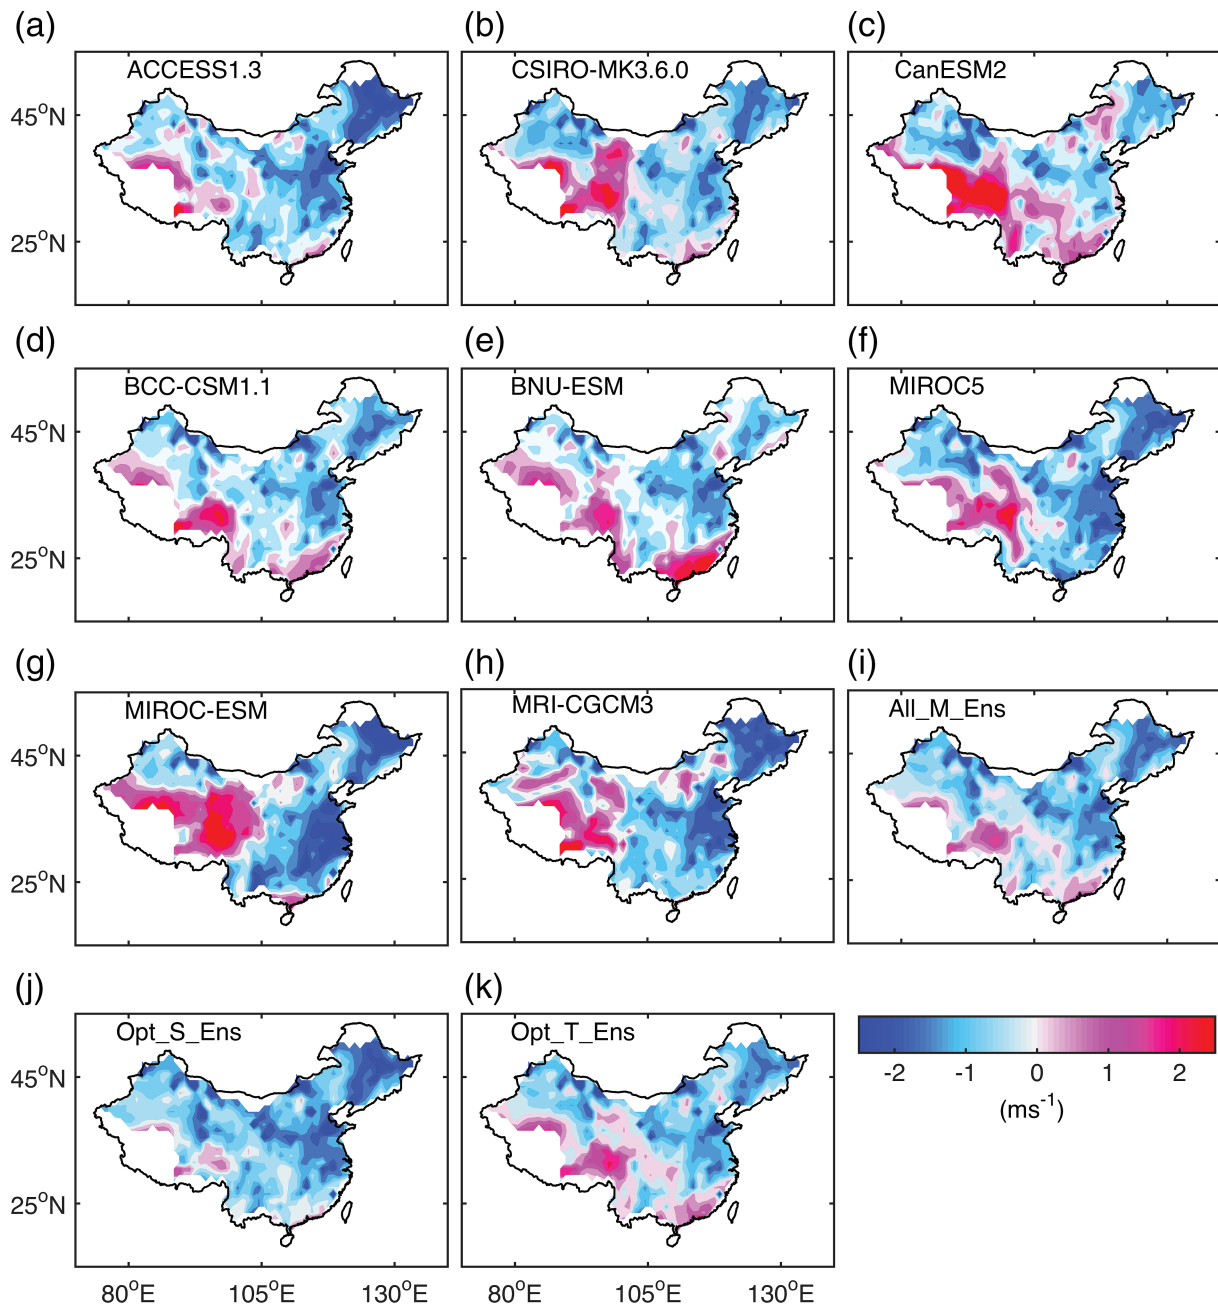 (a) (b) (c)
ACCESS1.3 CSIRO-MK3.6.0 CanESM2
45°N
25°N
(d) (e) (f)
BCC-CSM1.1 BNU-ESM MIROC5
45°N
25°N
(g) (h) (i)
MIROC-ESM MRI-CGCM3 All_M_Ens
45°N
25°N
(j) (k)
Opt_S_Ens Opt_T_Ens
45°N
25°N
-2 -1 0 1 2
(ms⁻¹)
80°E 105°E 130°E 80°E 105°E 130°E